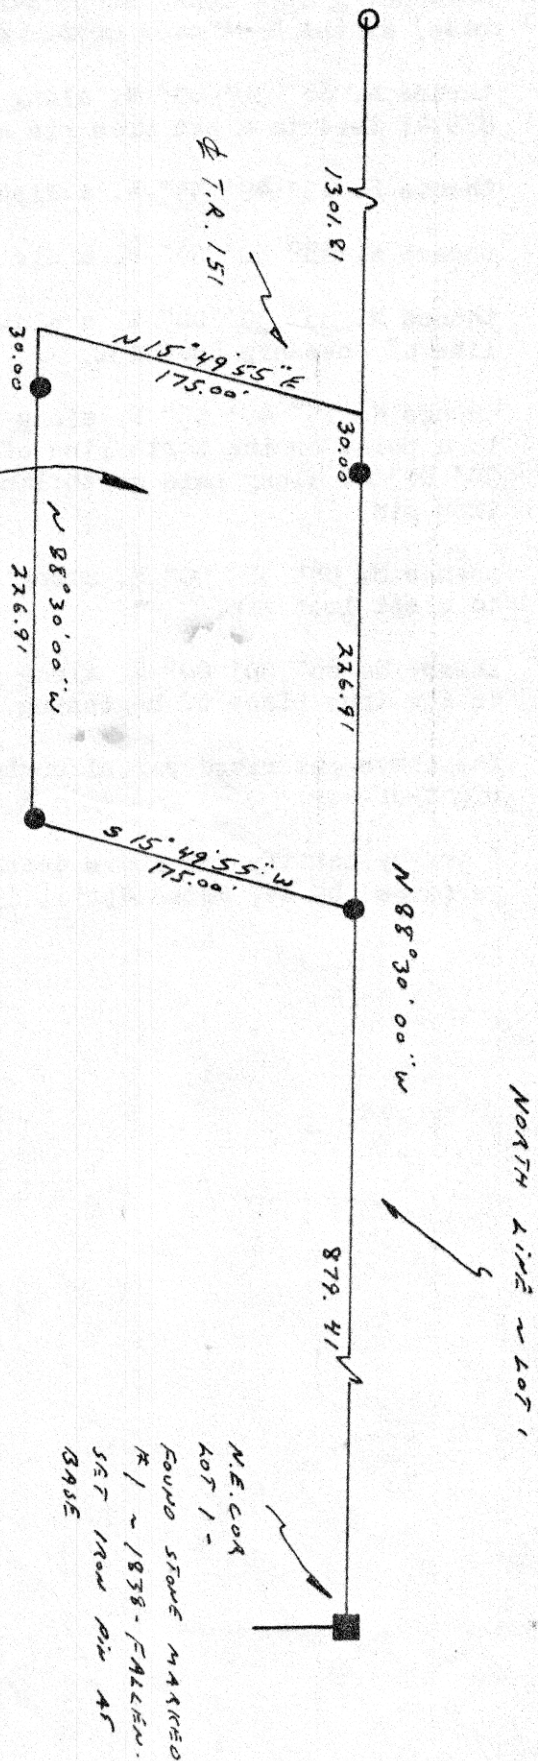 NORTH LINE ~ LOT 1
N 88° 30' 00" W
1301.81
30.00
226.91
879.41
℄ T.R. 151
N 15° 49' 55" E
175.00'
S 15° 49' 55" W
175.00'
30.00
N 88° 30' 00" W
226.91
N.E. COR
LOT 1 -
FOUND STONE MARKED
# 1 ~ 1838 - FALLEN.
SET IRON PIN AT
BASE